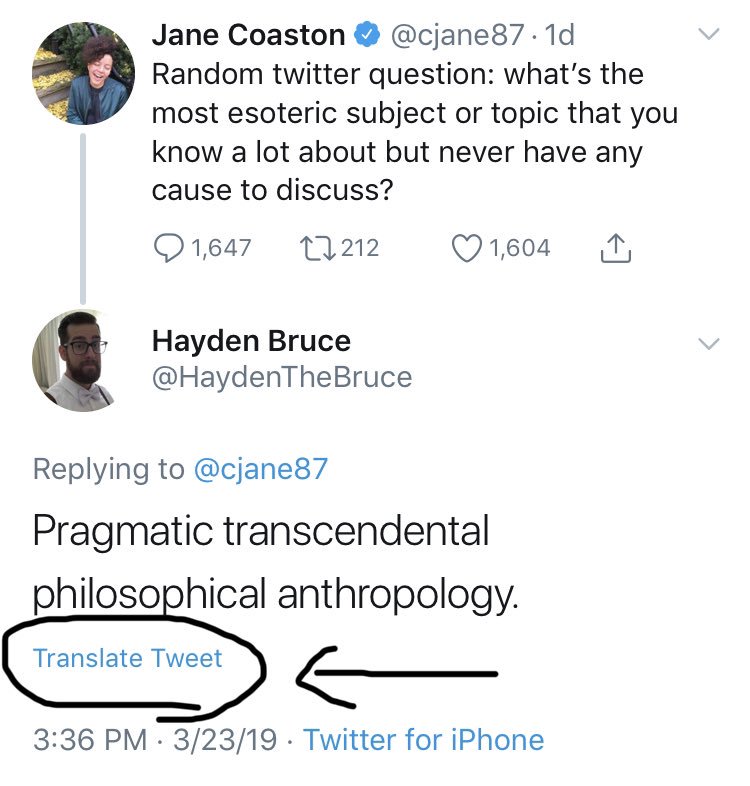 Jane Coaston @cjane87 · 1d
Random twitter question: what’s the
most esoteric subject or topic that you
know a lot about but never have any
cause to discuss?
1,647 212 1,604
Hayden Bruce
@HaydenTheBruce
Replying to @cjane87
Pragmatic transcendental
philosophical anthropology.
Translate Tweet
3:36 PM · 3/23/19 · Twitter for iPhone